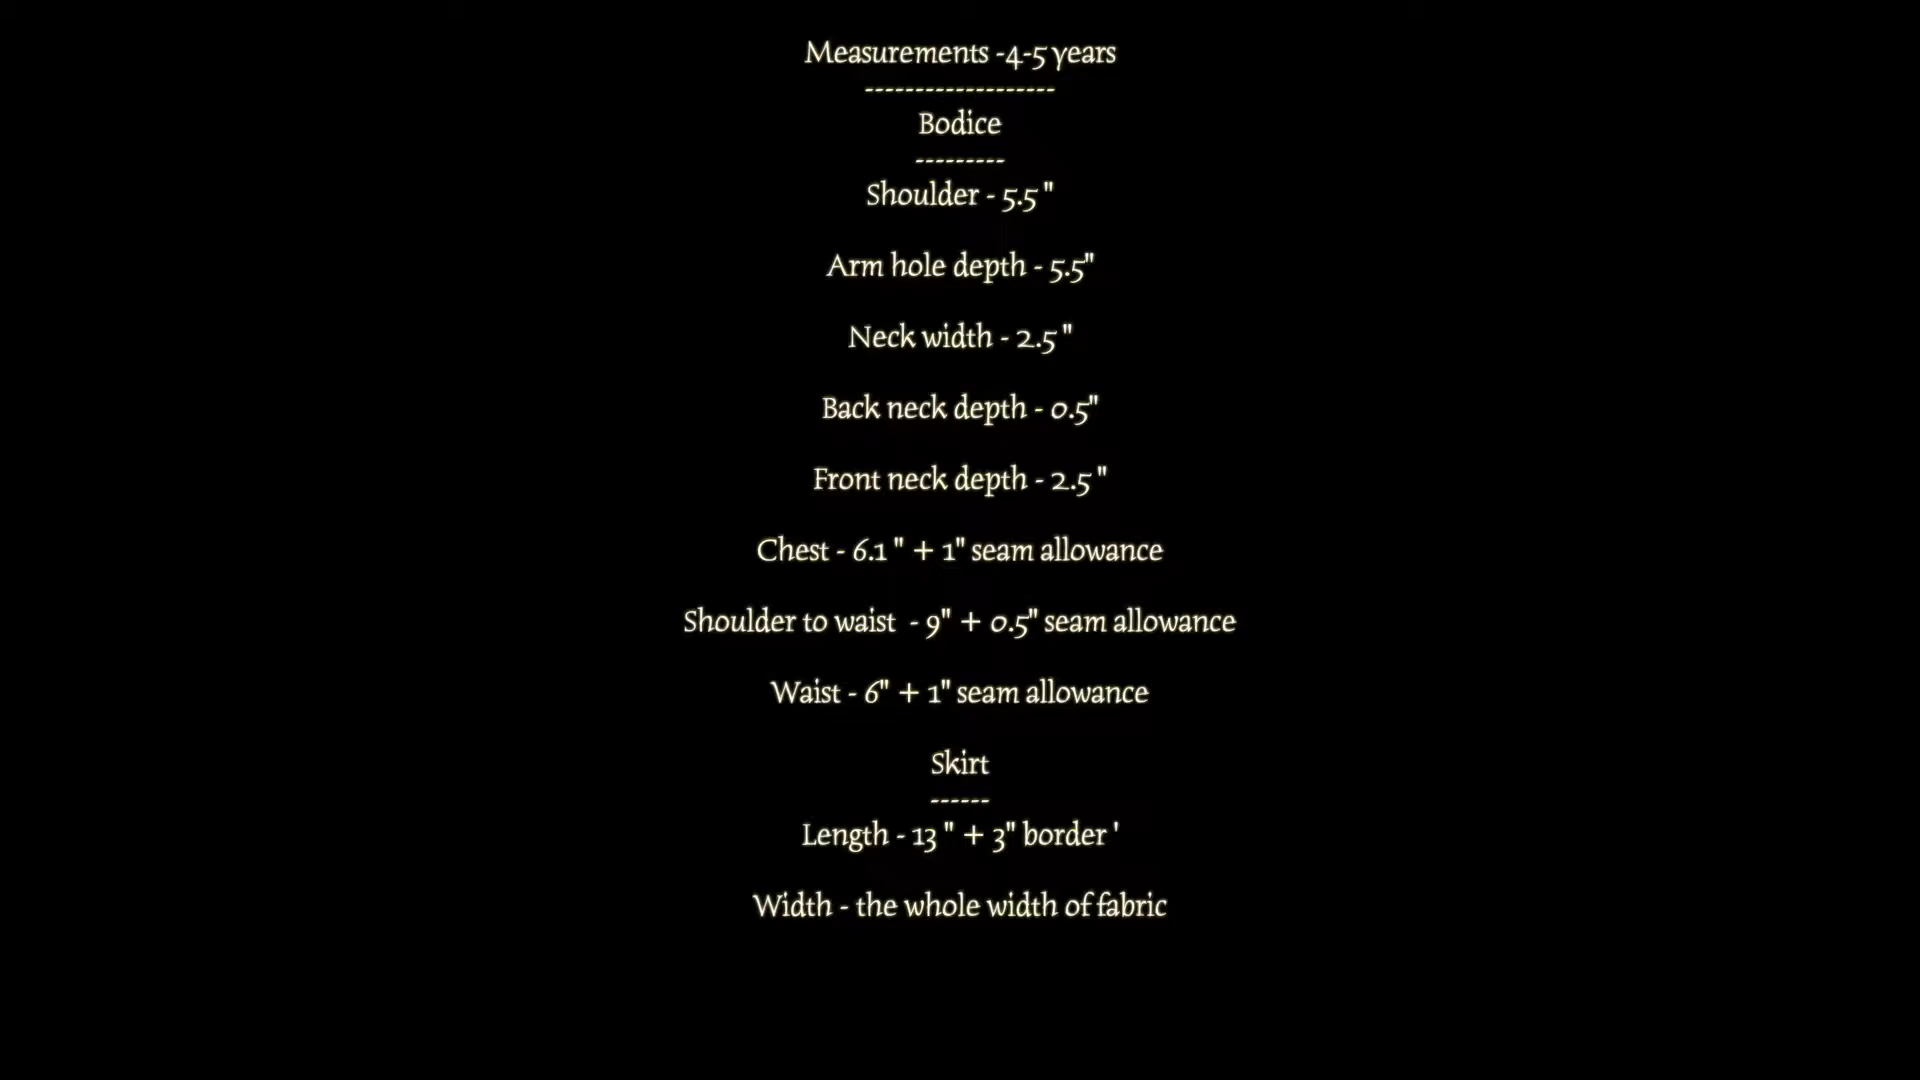 Measurements -4-5 years
-------------------
Bodice
---------
Shoulder - 5.5 "
Arm hole depth - 5.5"
Neck width - 2.5 "
Back neck depth - 0.5"
Front neck depth - 2.5 "
Chest - 6.1 " + 1" seam allowance
Shoulder to waist  - 9" + 0.5" seam allowance
Waist - 6" + 1" seam allowance
Skirt
------
Length - 13 " + 3" border '
Width - the whole width of fabric